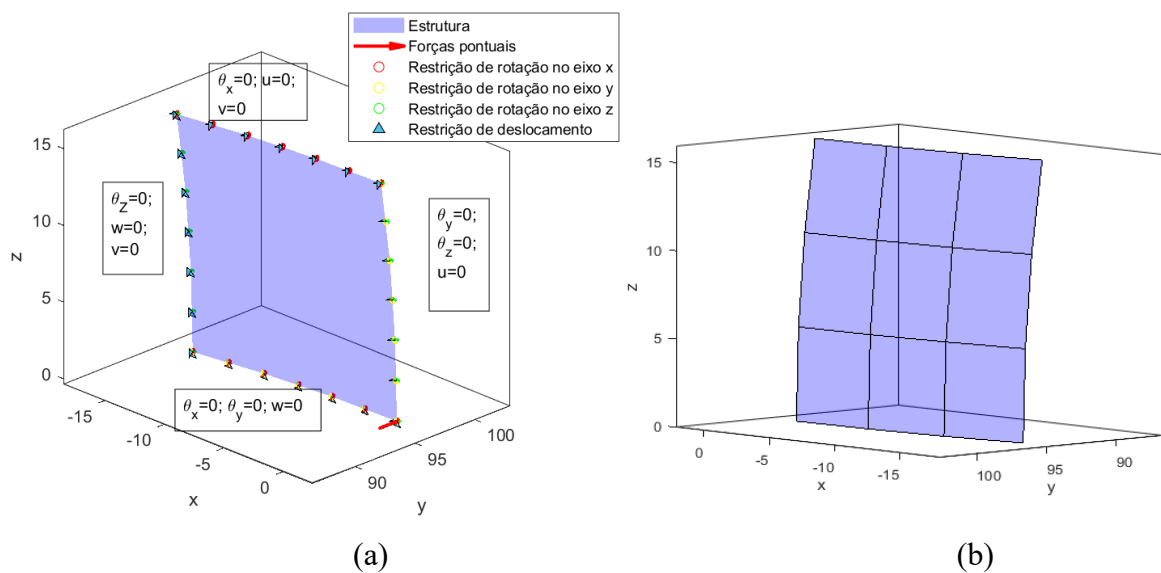 Estrutura
Forças pontuais
Restrição de rotação no eixo x
Restrição de rotação no eixo y
Restrição de rotação no eixo z
Restrição de deslocamento
θx=0; u=0;
v=0
θZ=0;
w=0;
v=0
θy=0;
θz=0;
u=0
θx=0; θy=0; w=0
15
10
5
0
z
-15
-10
-5
0
x
90
95
100
y
(a)
15
10
5
0
z
0
-5
-10
-15
x
100
95
90
y
(b)